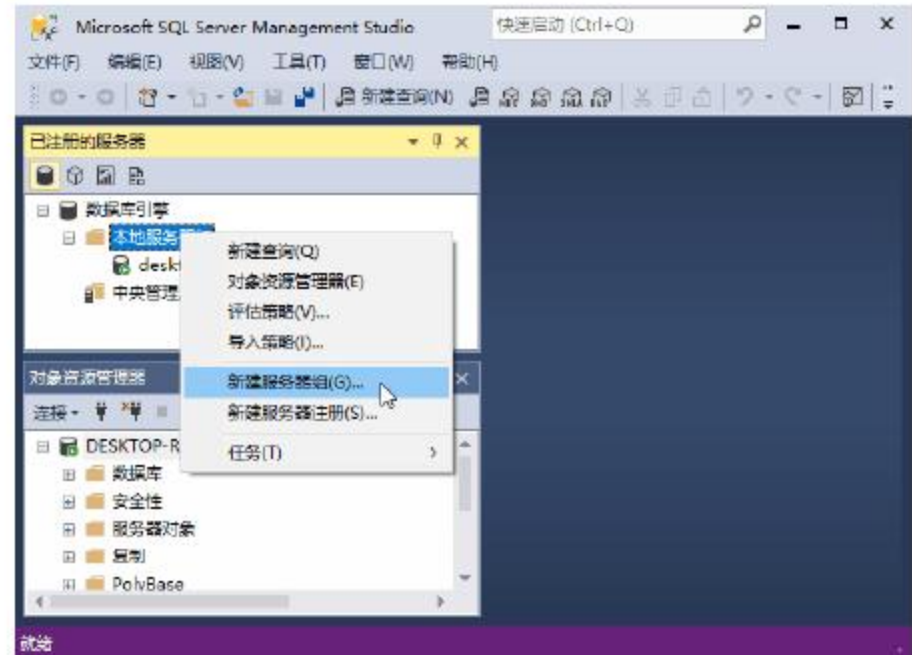 Microsoft SQL Server Management Studio
快速启动 (Ctrl+Q)
文件(F) 编辑(E) 视图(V) 工具(T) 窗口(W) 帮助(H)
新建查询(N)
已注册的服务器
数据库引擎
本地服务器
deskt
中央管理
新建查询(Q)
对象资源管理器(E)
评估策略(V)...
导入策略(I)...
新建服务器组(G)...
新建服务器注册(S)...
任务(T)
对象资源管理器
连接
DESKTOP-R
数据库
安全性
服务器对象
复制
PolyBase
就绪